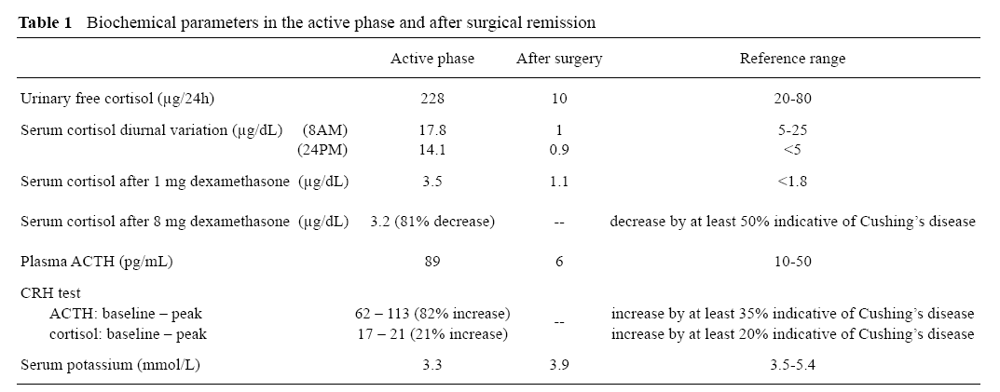 Table 1 Biochemical parameters in the active phase and after surgical remission
Active phase After surgery Reference range
Urinary free cortisol (µg/24h) 228 10 20-80
Serum cortisol diurnal variation (µg/dL) (8AM) 17.8 1 5-25
(24PM) 14.1 0.9 <5
Serum cortisol after 1 mg dexamethasone (µg/dL) 3.5 1.1 <1.8
Serum cortisol after 8 mg dexamethasone (µg/dL) 3.2 (81% decrease) -- decrease by at least 50% indicative of Cushing’s disease
Plasma ACTH (pg/mL) 89 6 10-50
CRH test
ACTH: baseline – peak 62 – 113 (82% increase) -- increase by at least 35% indicative of Cushing’s disease
cortisol: baseline – peak 17 – 21 (21% increase) increase by at least 20% indicative of Cushing’s disease
Serum potassium (mmol/L) 3.3 3.9 3.5-5.4